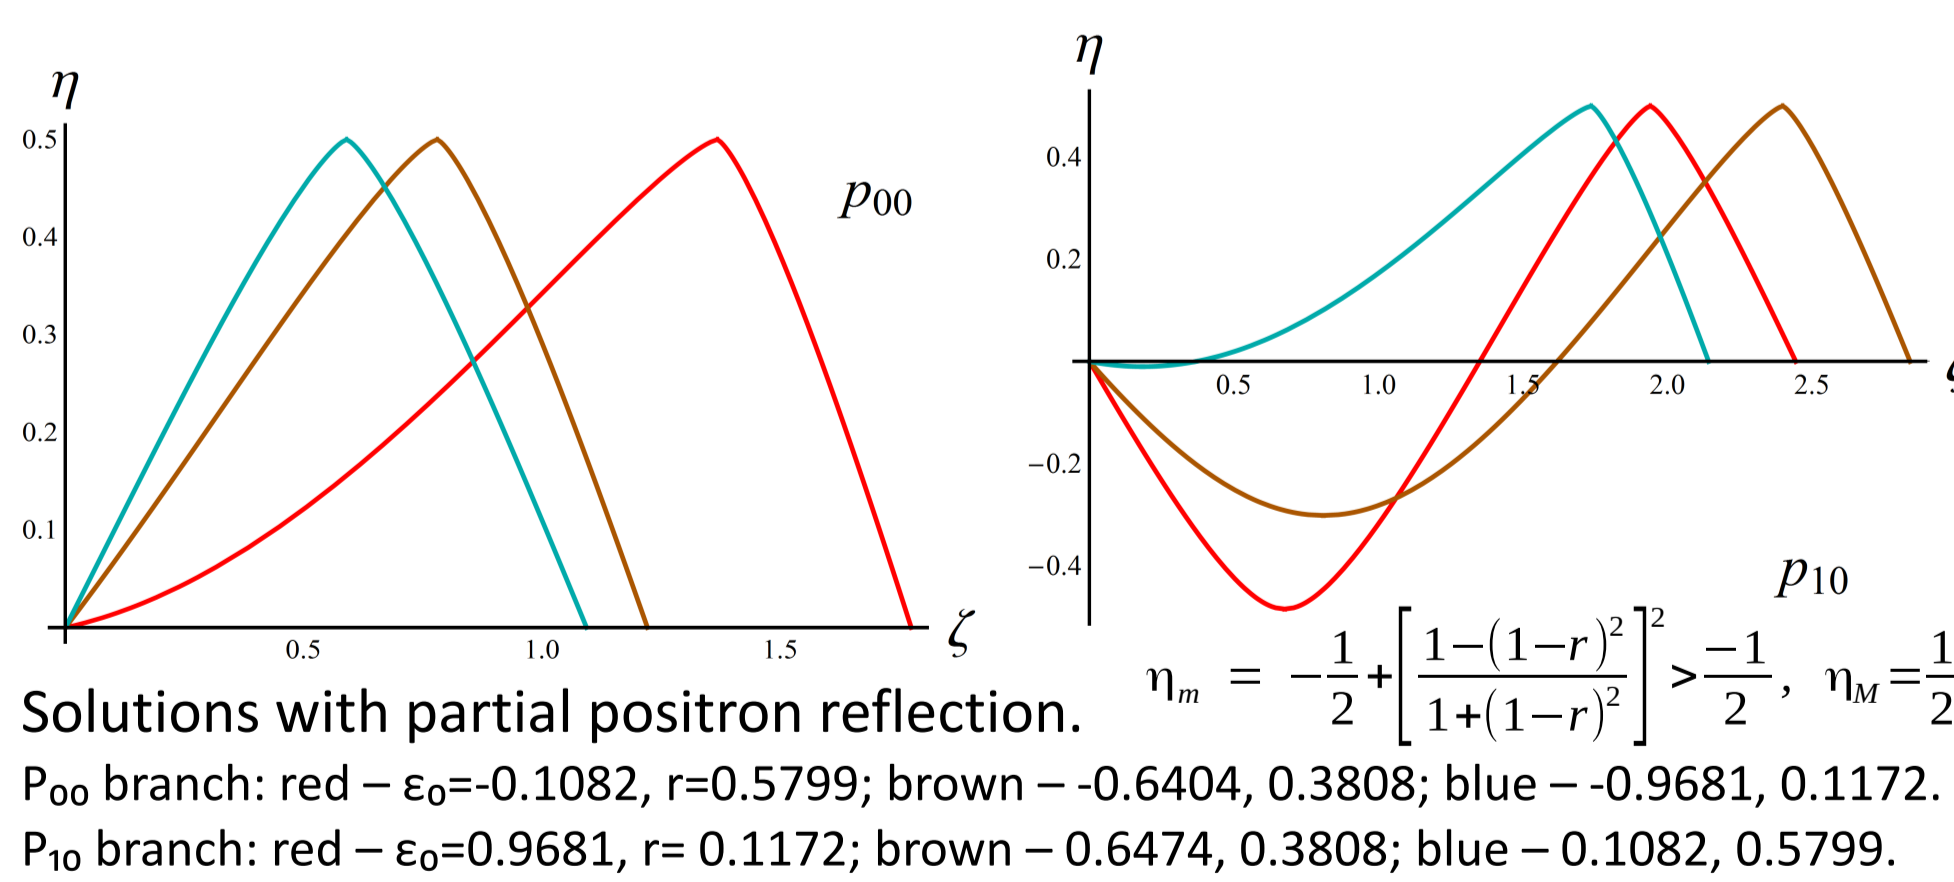 η
0.5
0.4
0.3
0.2
0.1
p₀₀
0.5 1.0 1.5 ζ
η
0.4
0.2
0.5 1.0 1.5 2.0 2.5
−0.2
−0.4
p₁₀
ηₘ = −1/2+[(1−(1−r)²)/(1+(1−r)²)]²>−1/2, η_M=1/2
Solutions with partial positron reflection.
P₀₀ branch: red – ε₀=-0.1082, r=0.5799; brown – -0.6404, 0.3808; blue – -0.9681, 0.1172.
P₁₀ branch: red – ε₀=0.9681, r= 0.1172; brown – 0.6474, 0.3808; blue – 0.1082, 0.5799.